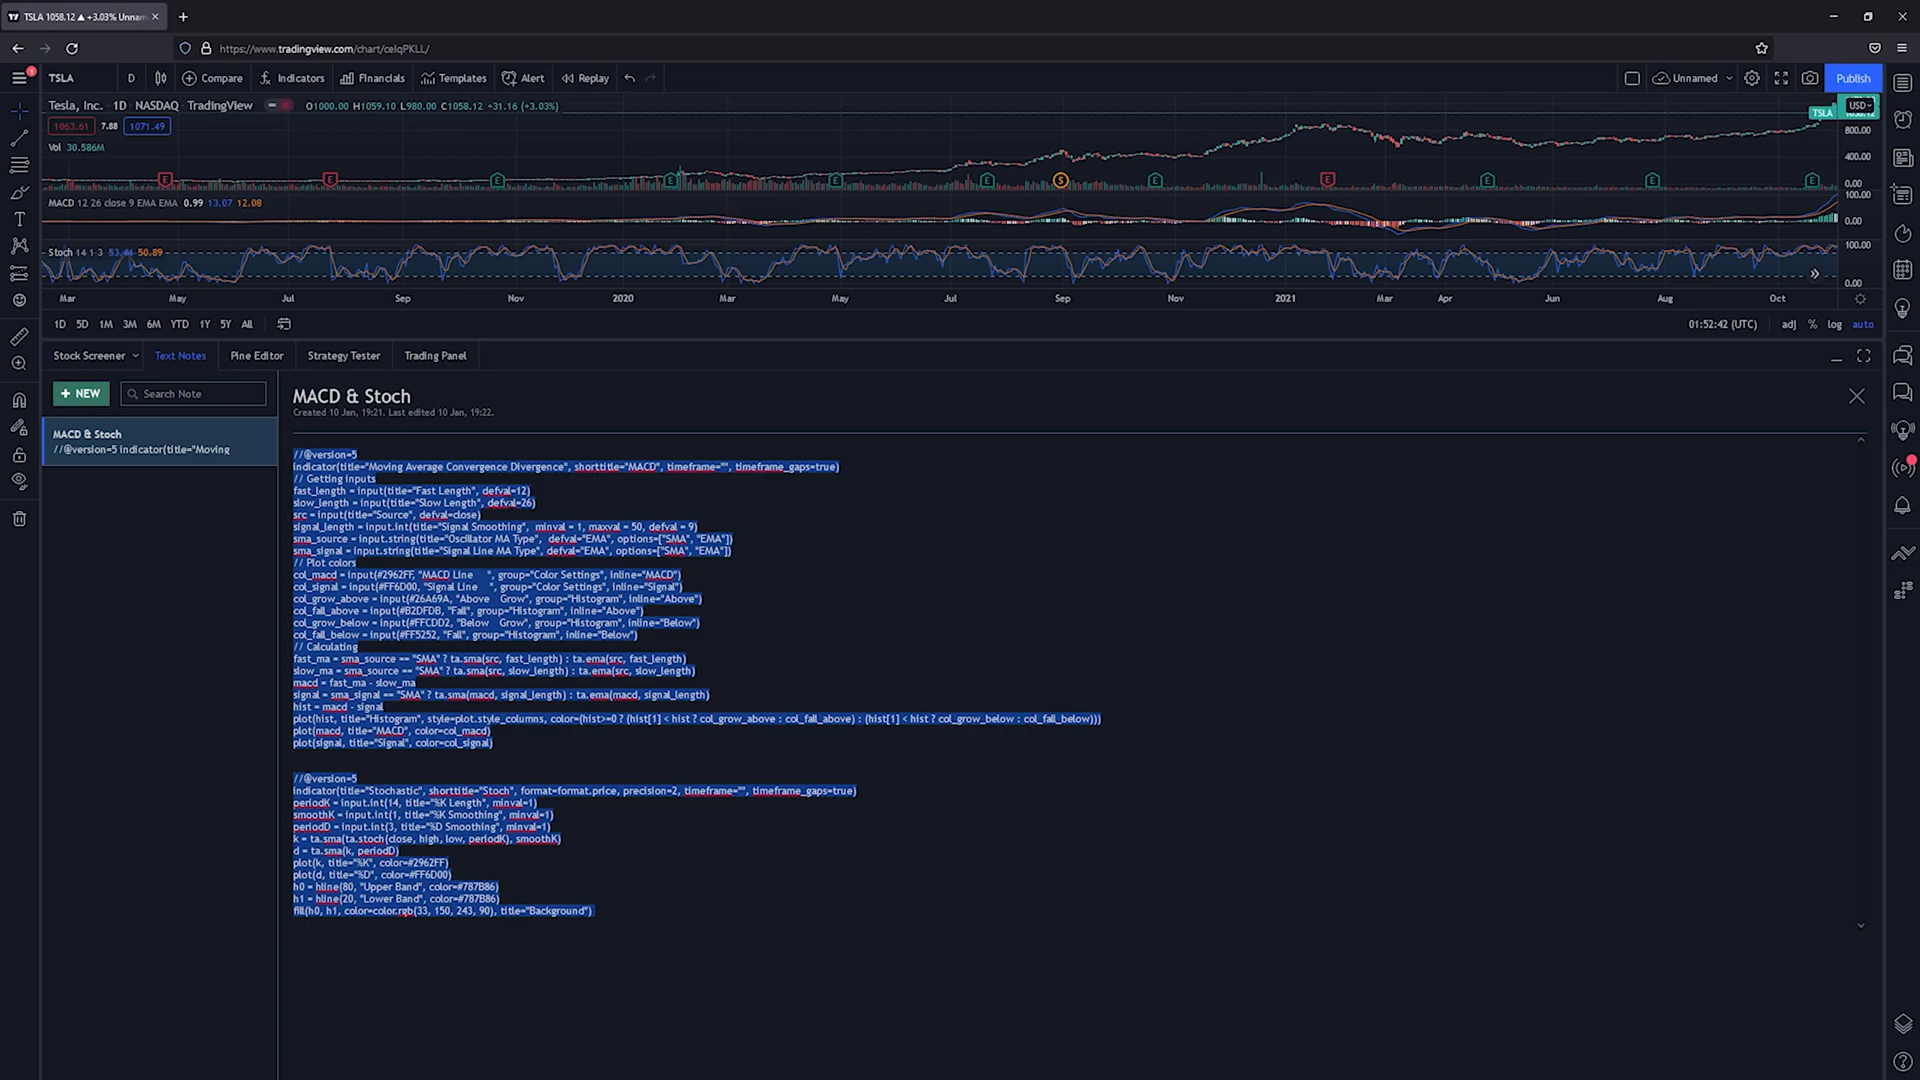 TSLA 1058.12 ▲ +3.03% Unnam
https://www.tradingview.com/chart/celqPKLL/
TSLA D Compare Indicators Financials Templates Alert Replay Unnamed Publish
Tesla, Inc. · 1D · NASDAQ · TradingView O1000.00 H1059.10 L980.00 C1058.12 +31.16 (+3.03%) USD
TSLA
1063.61 7.88 1071.49
800.00
Vol 30.586M
400.00
E E E E E E S E E E E E
0.00
MACD 12 26 close 9 EMA EMA 0.99 13.07 12.08
100.00
0.00
Stoch 14 1 3 50.89
100.00
0.00
Mar May Jul Sep Nov 2020 Mar May Jul Sep Nov 2021 Mar Apr Jun Aug Oct
1D 5D 1M 3M 6M YTD 1Y 5Y All 01:52:42 (UTC) adj % log auto
Stock Screener Text Notes Pine Editor Strategy Tester Trading Panel
+ NEW Search Note
MACD & Stoch
//@version=5 indicator(title="Moving
MACD & Stoch
Created 10 Jan, 19:21. Last edited 10 Jan, 19:22.
//@version=5
indicator(title="Moving Average Convergence Divergence", shorttitle="MACD", timeframe="", timeframe_gaps=true)
// Getting inputs
fast_length = input(title="Fast Length", defval=12)
slow_length = input(title="Slow Length", defval=26)
src = input(title="Source", defval=close)
signal_length = input.int(title="Signal Smoothing",  minval = 1, maxval = 50, defval = 9)
sma_source = input.string(title="Oscillator MA Type",  defval="EMA", options=["SMA", "EMA"])
sma_signal = input.string(title="Signal Line MA Type", defval="EMA", options=["SMA", "EMA"])
// Plot colors
col_macd = input(#2962FF, "MACD Line    ", group="Color Settings", inline="MACD")
col_signal = input(#FF6D00, "Signal Line    ", group="Color Settings", inline="Signal")
col_grow_above = input(#26A69A, "Above   Grow", group="Histogram", inline="Above")
col_fall_above = input(#B2DFDB, "Fall", group="Histogram", inline="Above")
col_grow_below = input(#FFCDD2, "Below   Grow", group="Histogram", inline="Below")
col_fall_below = input(#FF5252, "Fall", group="Histogram", inline="Below")
// Calculating
fast_ma = sma_source == "SMA" ? ta.sma(src, fast_length) : ta.ema(src, fast_length)
slow_ma = sma_source == "SMA" ? ta.sma(src, slow_length) : ta.ema(src, slow_length)
macd = fast_ma - slow_ma
signal = sma_signal == "SMA" ? ta.sma(macd, signal_length) : ta.ema(macd, signal_length)
hist = macd - signal
plot(hist, title="Histogram", style=plot.style_columns, color=(hist>=0 ? (hist[1] < hist ? col_grow_above : col_fall_above) : (hist[1] < hist ? col_grow_below : col_fall_below)))
plot(macd, title="MACD", color=col_macd)
plot(signal, title="Signal", color=col_signal)
//@version=5
indicator(title="Stochastic", shorttitle="Stoch", format=format.price, precision=2, timeframe="", timeframe_gaps=true)
periodK = input.int(14, title="%K Length", minval=1)
smoothK = input.int(1, title="%K Smoothing", minval=1)
periodD = input.int(3, title="%D Smoothing", minval=1)
k = ta.sma(ta.stoch(close, high, low, periodK), smoothK)
d = ta.sma(k, periodD)
plot(k, title="%K", color=#2962FF)
plot(d, title="%D", color=#FF6D00)
h0 = hline(80, "Upper Band", color=#787B86)
h1 = hline(20, "Lower Band", color=#787B86)
fill(h0, h1, color=color.rgb(33, 150, 243, 90), title="Background")